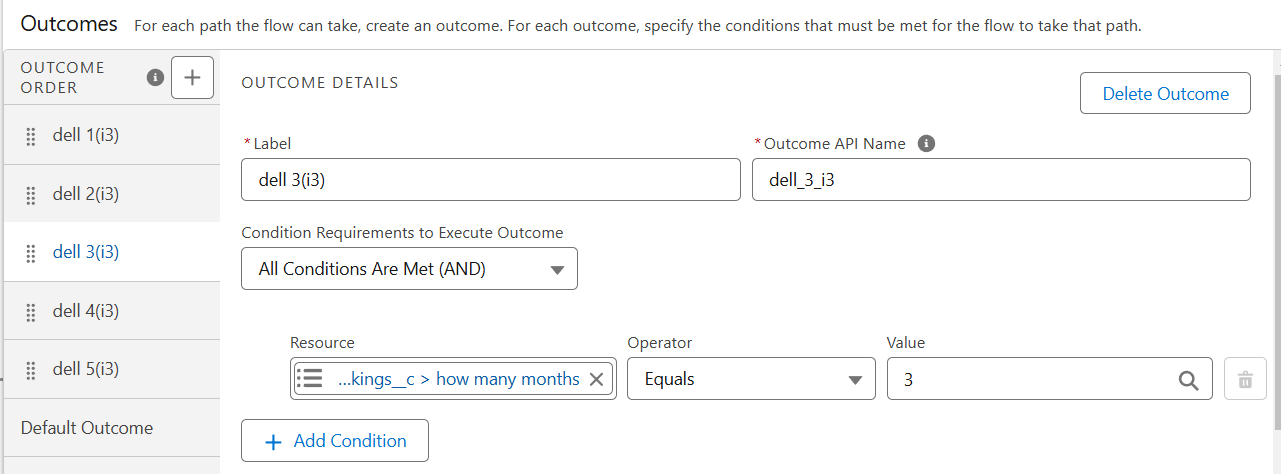 Outcomes For each path the flow can take, create an outcome. For each outcome, specify the conditions that must be met for the flow to take that path.
OUTCOME
ORDER
dell 1(i3)
dell 2(i3)
dell 3(i3)
dell 4(i3)
dell 5(i3)
Default Outcome
OUTCOME DETAILS
Delete Outcome
* Label
dell 3(i3)
* Outcome API Name
dell_3_i3
Condition Requirements to Execute Outcome
All Conditions Are Met (AND)
Resource
...kings__c > how many months
Operator
Equals
Value
3
Add Condition